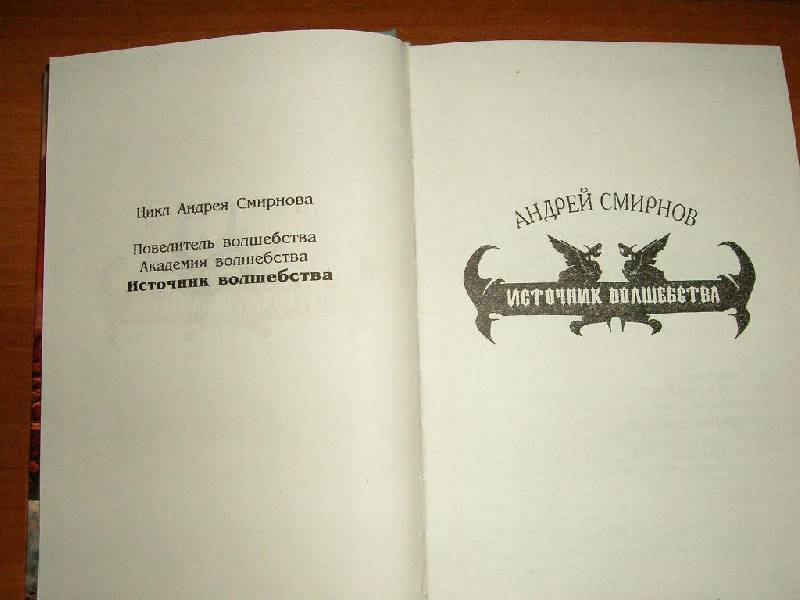 Цикл Андрея Смирнова
Повелитель волшебства
Академия волшебства
Источник волшебства
АНДРЕЙ СМИРНОВ
ИСТОЧНИК ВОЛШЕБСТВА